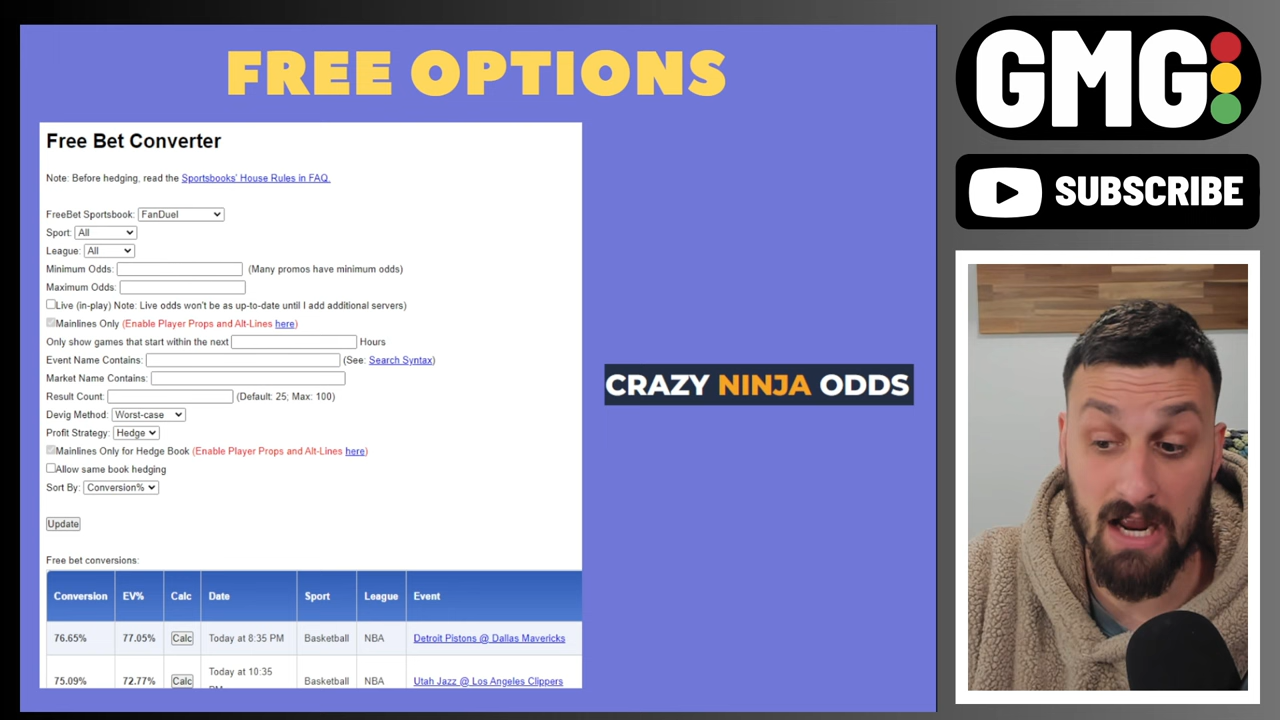 FREE OPTIONS
Free Bet Converter
Note: Before hedging, read the Sportsbooks' House Rules in FAQ.
FreeBet Sportsbook: FanDuel
Sport: All
League: All
Minimum Odds: (Many promos have minimum odds)
Maximum Odds:
Live (in-play) Note: Live odds won't be as up-to-date until I add additional servers)
Mainlines Only (Enable Player Props and Alt-Lines here)
Only show games that start within the next Hours
Event Name Contains: (See: Search Syntax)
Market Name Contains:
Result Count: (Default: 25; Max: 100)
Devig Method: Worst-case
Profit Strategy: Hedge
Mainlines Only for Hedge Book (Enable Player Props and Alt-Lines here)
Allow same book hedging
Sort By: Conversion%
Update
Free bet conversions:
Conversion EV% Calc Date Sport League Event
76.65% 77.05% Calc Today at 8:35 PM Basketball NBA Detroit Pistons @ Dallas Mavericks
75.09% 72.77% Calc Today at 10:35 PM Basketball NBA Utah Jazz @ Los Angeles Clippers
CRAZY NINJA ODDS
GMG
SUBSCRIBE